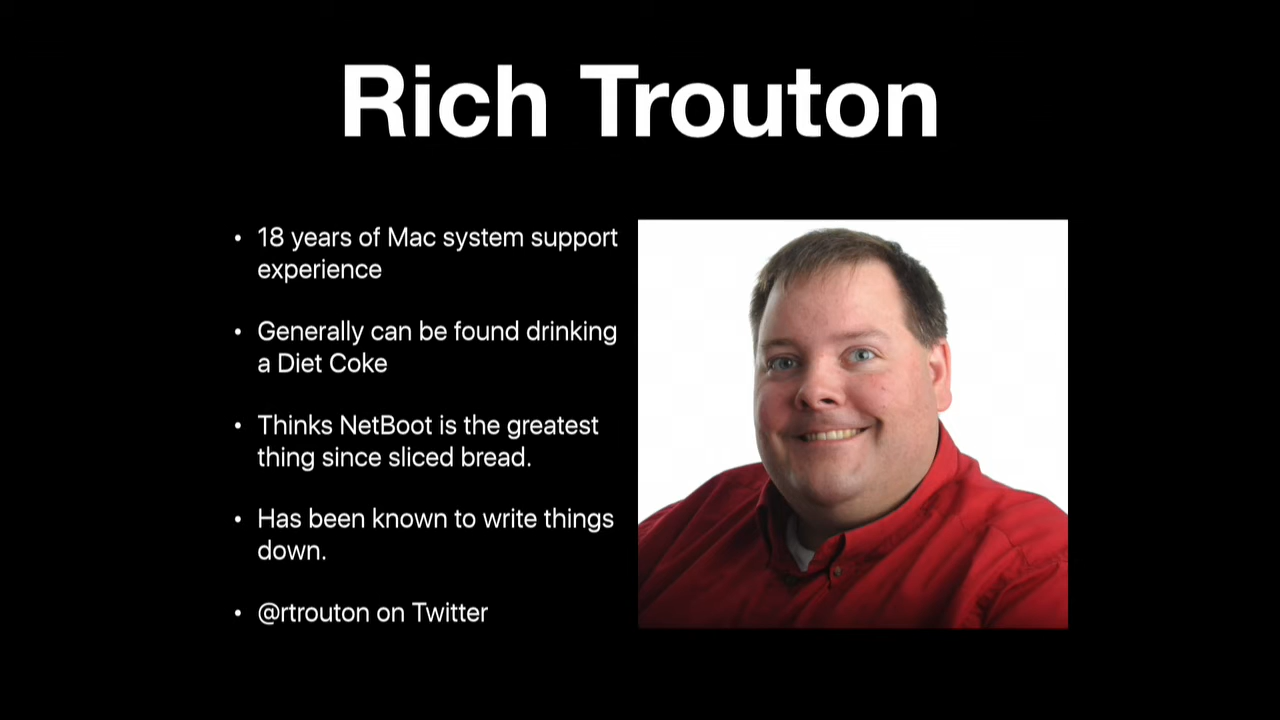 Rich Trouton
• 18 years of Mac system support
experience
• Generally can be found drinking
a Diet Coke
• Thinks NetBoot is the greatest
thing since sliced bread.
• Has been known to write things
down.
• @rtrouton on Twitter